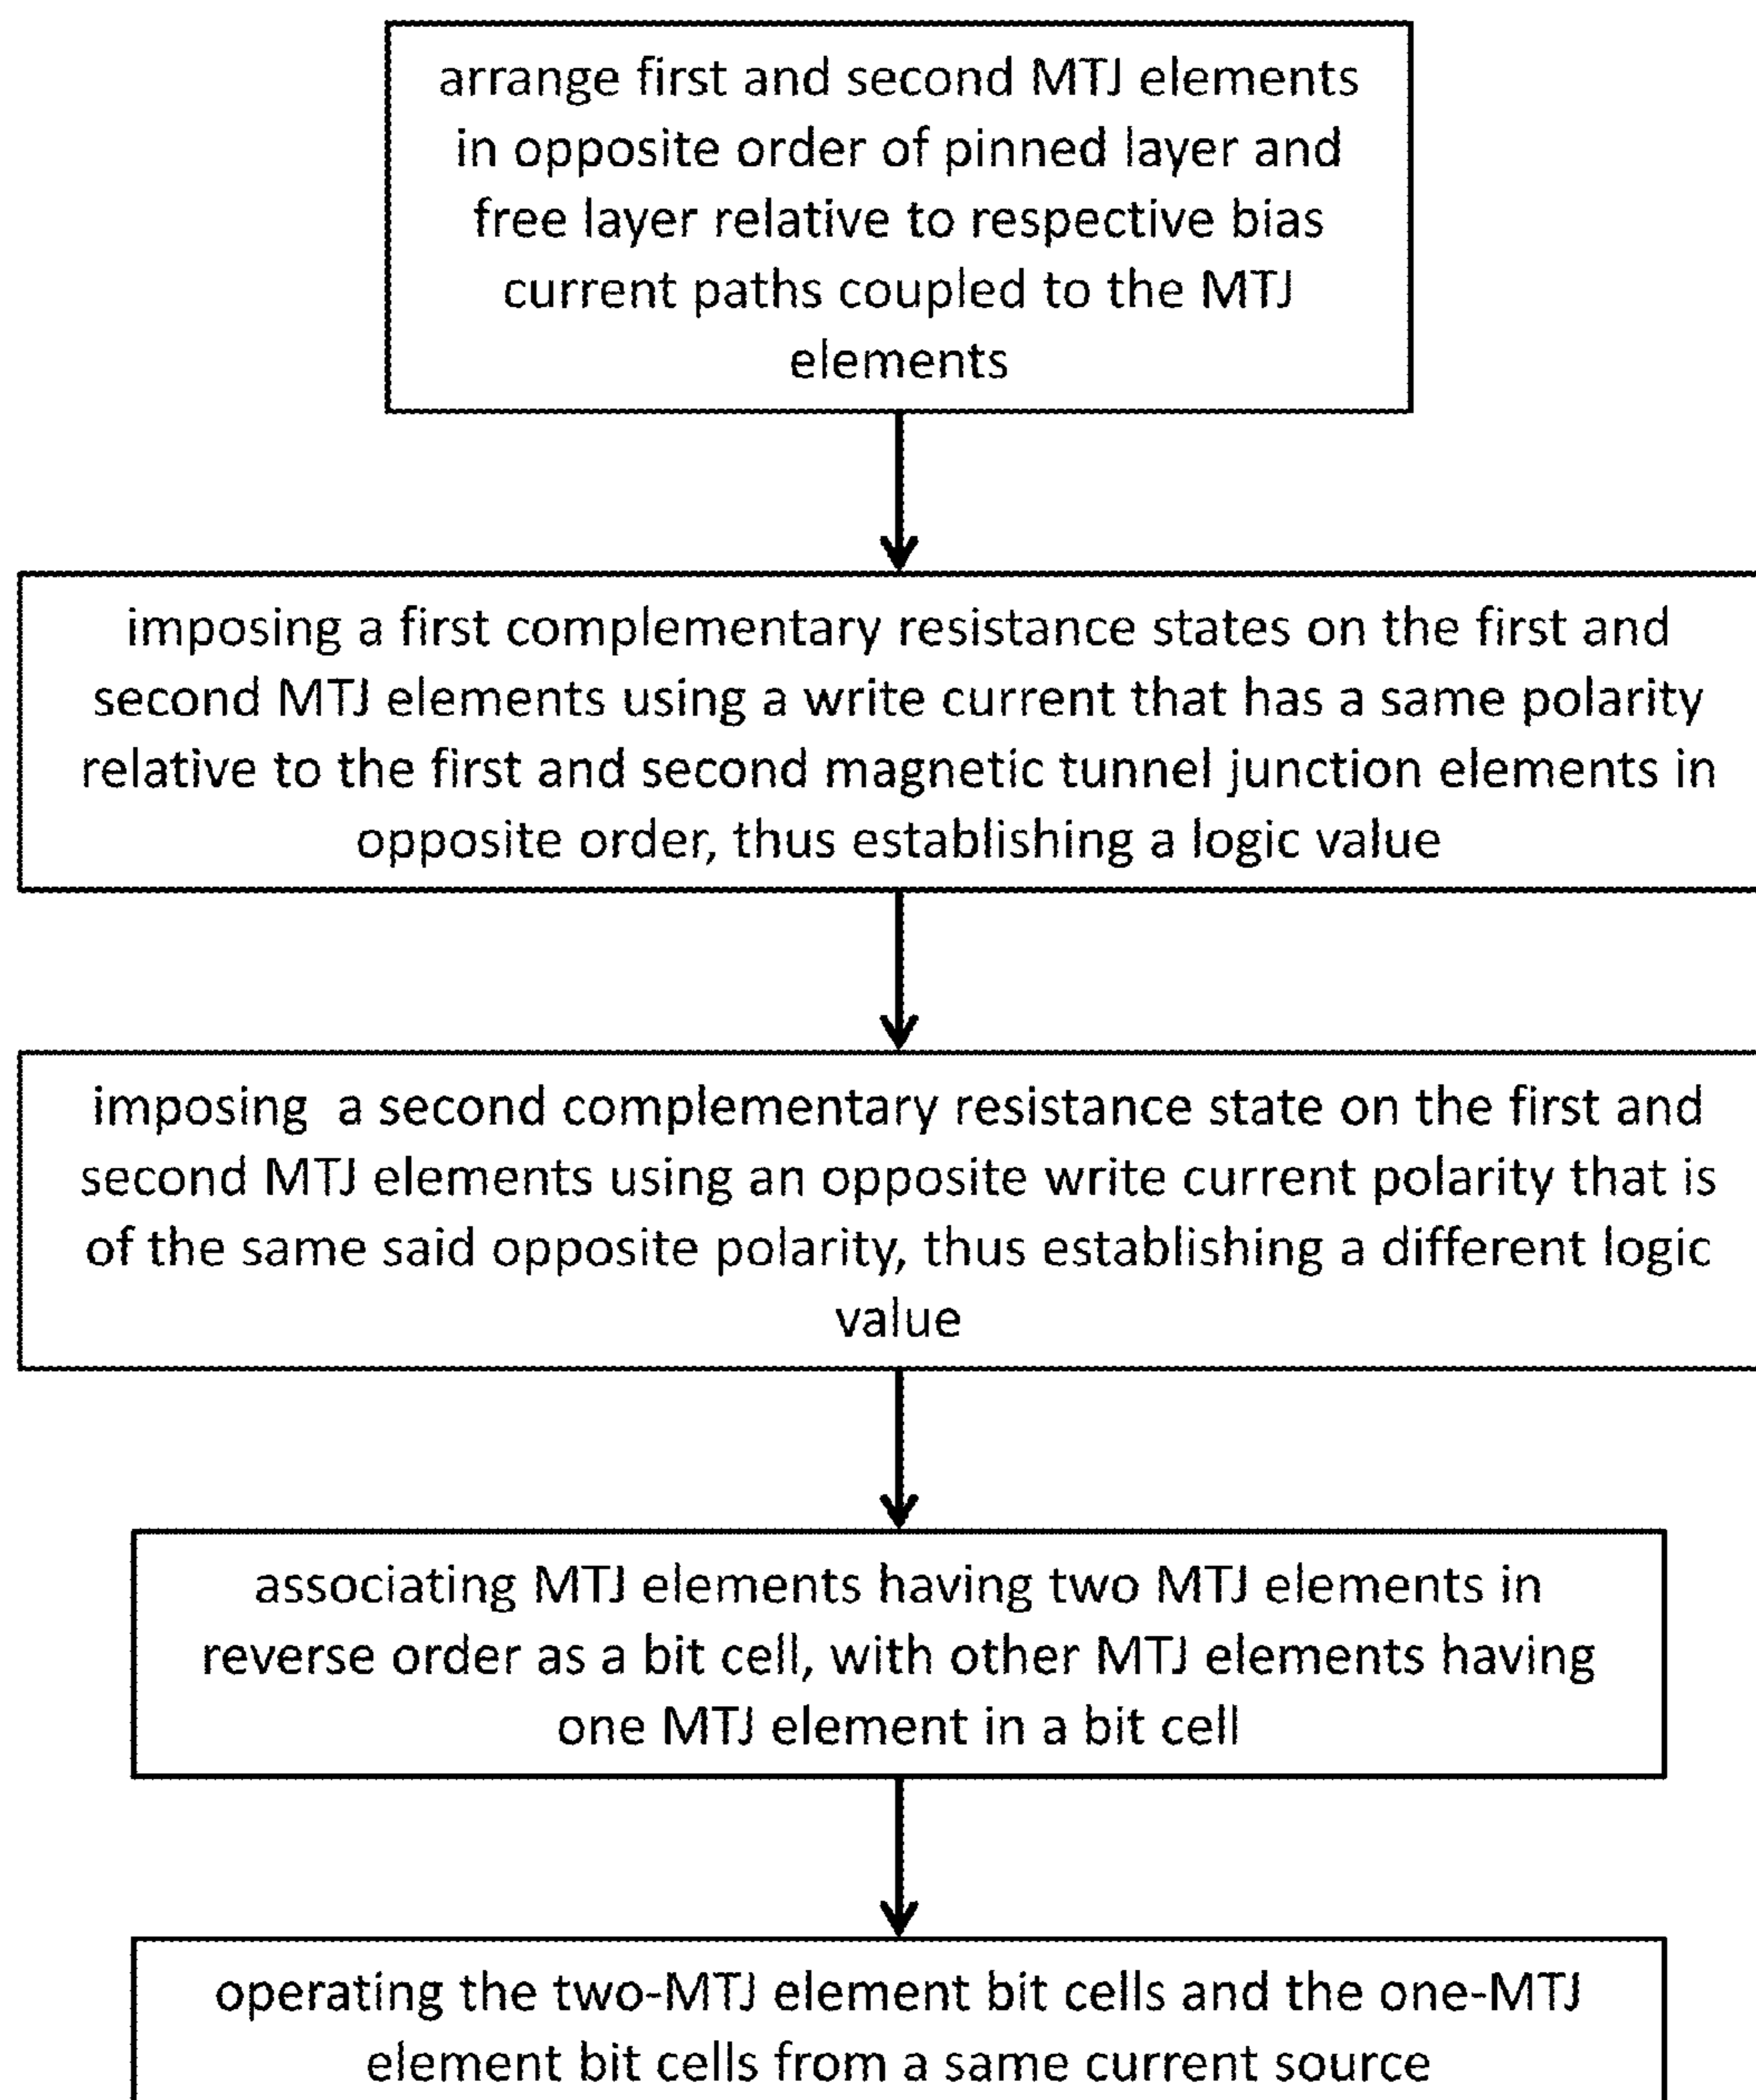 arrange first and second MTJ elements
in opposite order of pinned layer and
free layer relative to respective bias
current paths coupled to the MTJ
elements
imposing a first complementary resistance states on the first and
second MTJ elements using a write current that has a same polarity
relative to the first and second magnetic tunnel junction elements in
opposite order, thus establishing a logic value
imposing a second complementary resistance state on the first and
second MTJ elements using an opposite write current polarity that is
of the same said opposite polarity, thus establishing a different logic
value
associating MTJ elements having two MTJ elements in
reverse order as a bit cell, with other MTJ elements having
one MTJ element in a bit cell
operating the two-MTJ element bit cells and the one-MTJ
element bit cells from a same current source